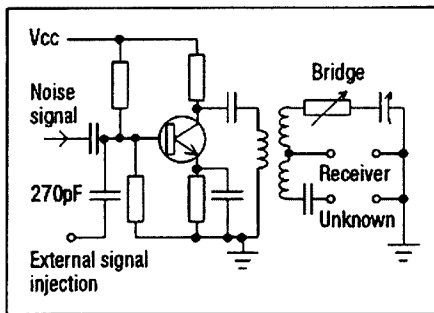 Vcc
Bridge
Noise
signal
270pF
Receiver
Unknown
External signal
injection